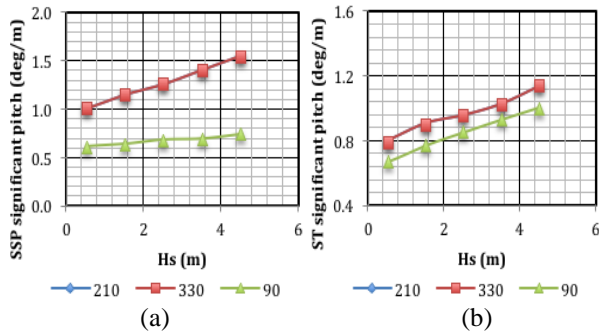 SSP significant pitch (deg/m)
2.0
1.5
1.0
0.5
0.0
0 2 4 6
Hs (m)
210 330 90
(a)
ST significant pitch (deg/m)
1.6
1.2
0.8
0.4
0 2 4 6
Hs (m)
210 330 90
(b)